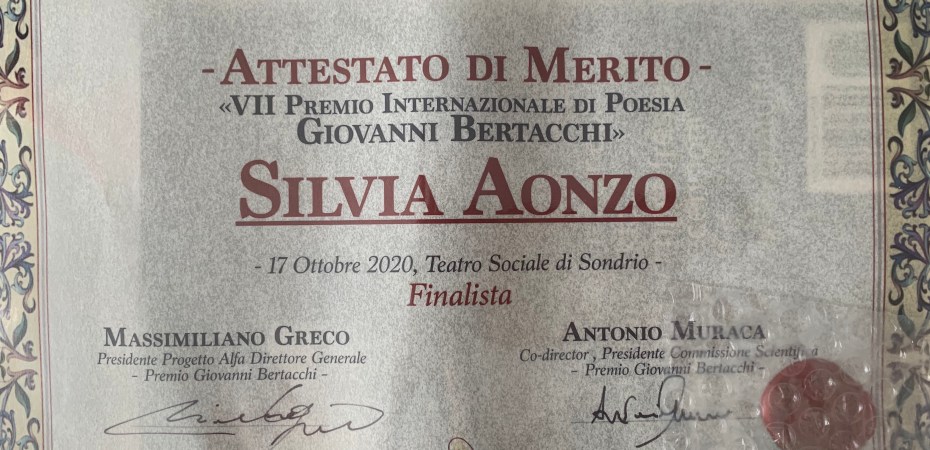 - ATTESTATO DI MERITO -
«VII PREMIO INTERNAZIONALE DI POESIA
GIOVANNI BERTACCHI»
SILVIA AONZO
- 17 Ottobre 2020, Teatro Sociale di Sondrio -
Finalista
MASSIMILIANO GRECO
Presidente Progetto Alfa Direttore Generale
- Premio Giovanni Bertacchi -
ANTONIO MURACA
Co-director , Presidente Commissione Scientifica
- Premio Giovanni Bertacchi -